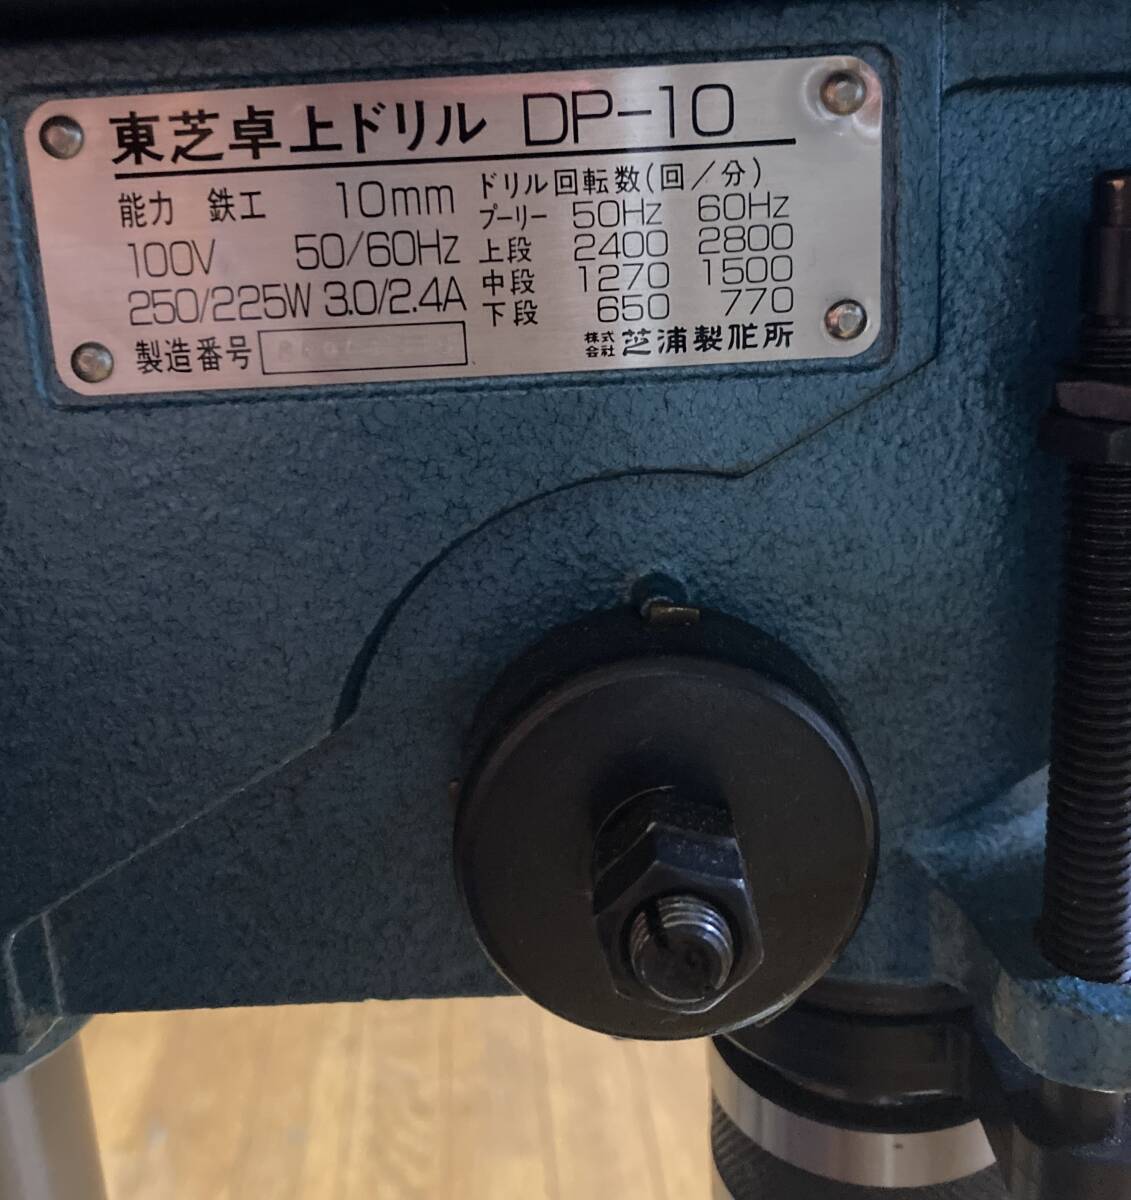 東芝卓上ドリル DP-10
能力 鉄工 10mm
100V 50/60Hz
250/225W 3.0/2.4A
製造番号
ドリル回転数(回/分)
プーリー 50Hz 60Hz
上段 2400 2800
中段 1270 1500
下段 650 770
株式会社 芝浦製作所